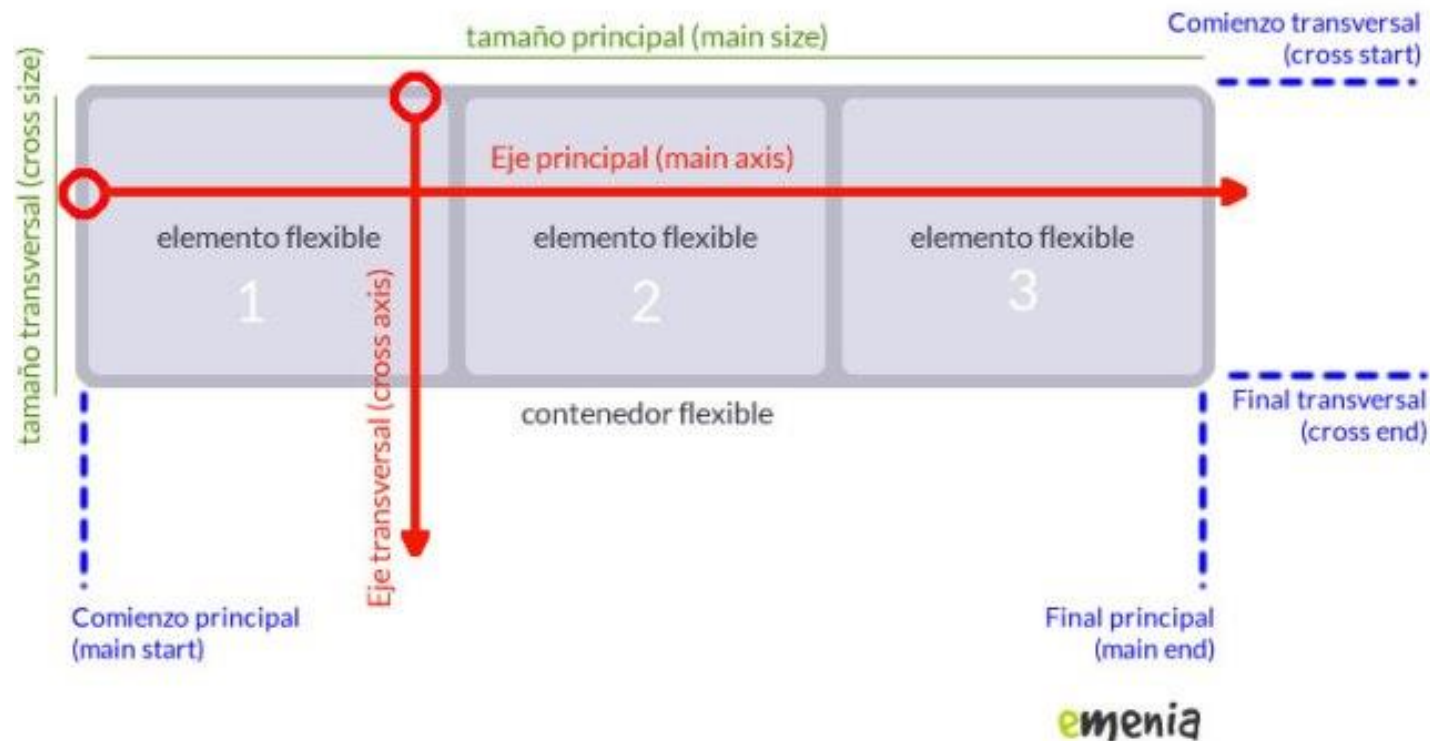 tamaño principal (main size)
Comienzo transversal
(cross start)
tamaño transversal (cross size)
Eje principal (main axis)
elemento flexible
1
elemento flexible
2
elemento flexible
3
Eje transversal (cross axis)
contenedor flexible
Final transversal
(cross end)
Comienzo principal
(main start)
Final principal
(main end)
emenia